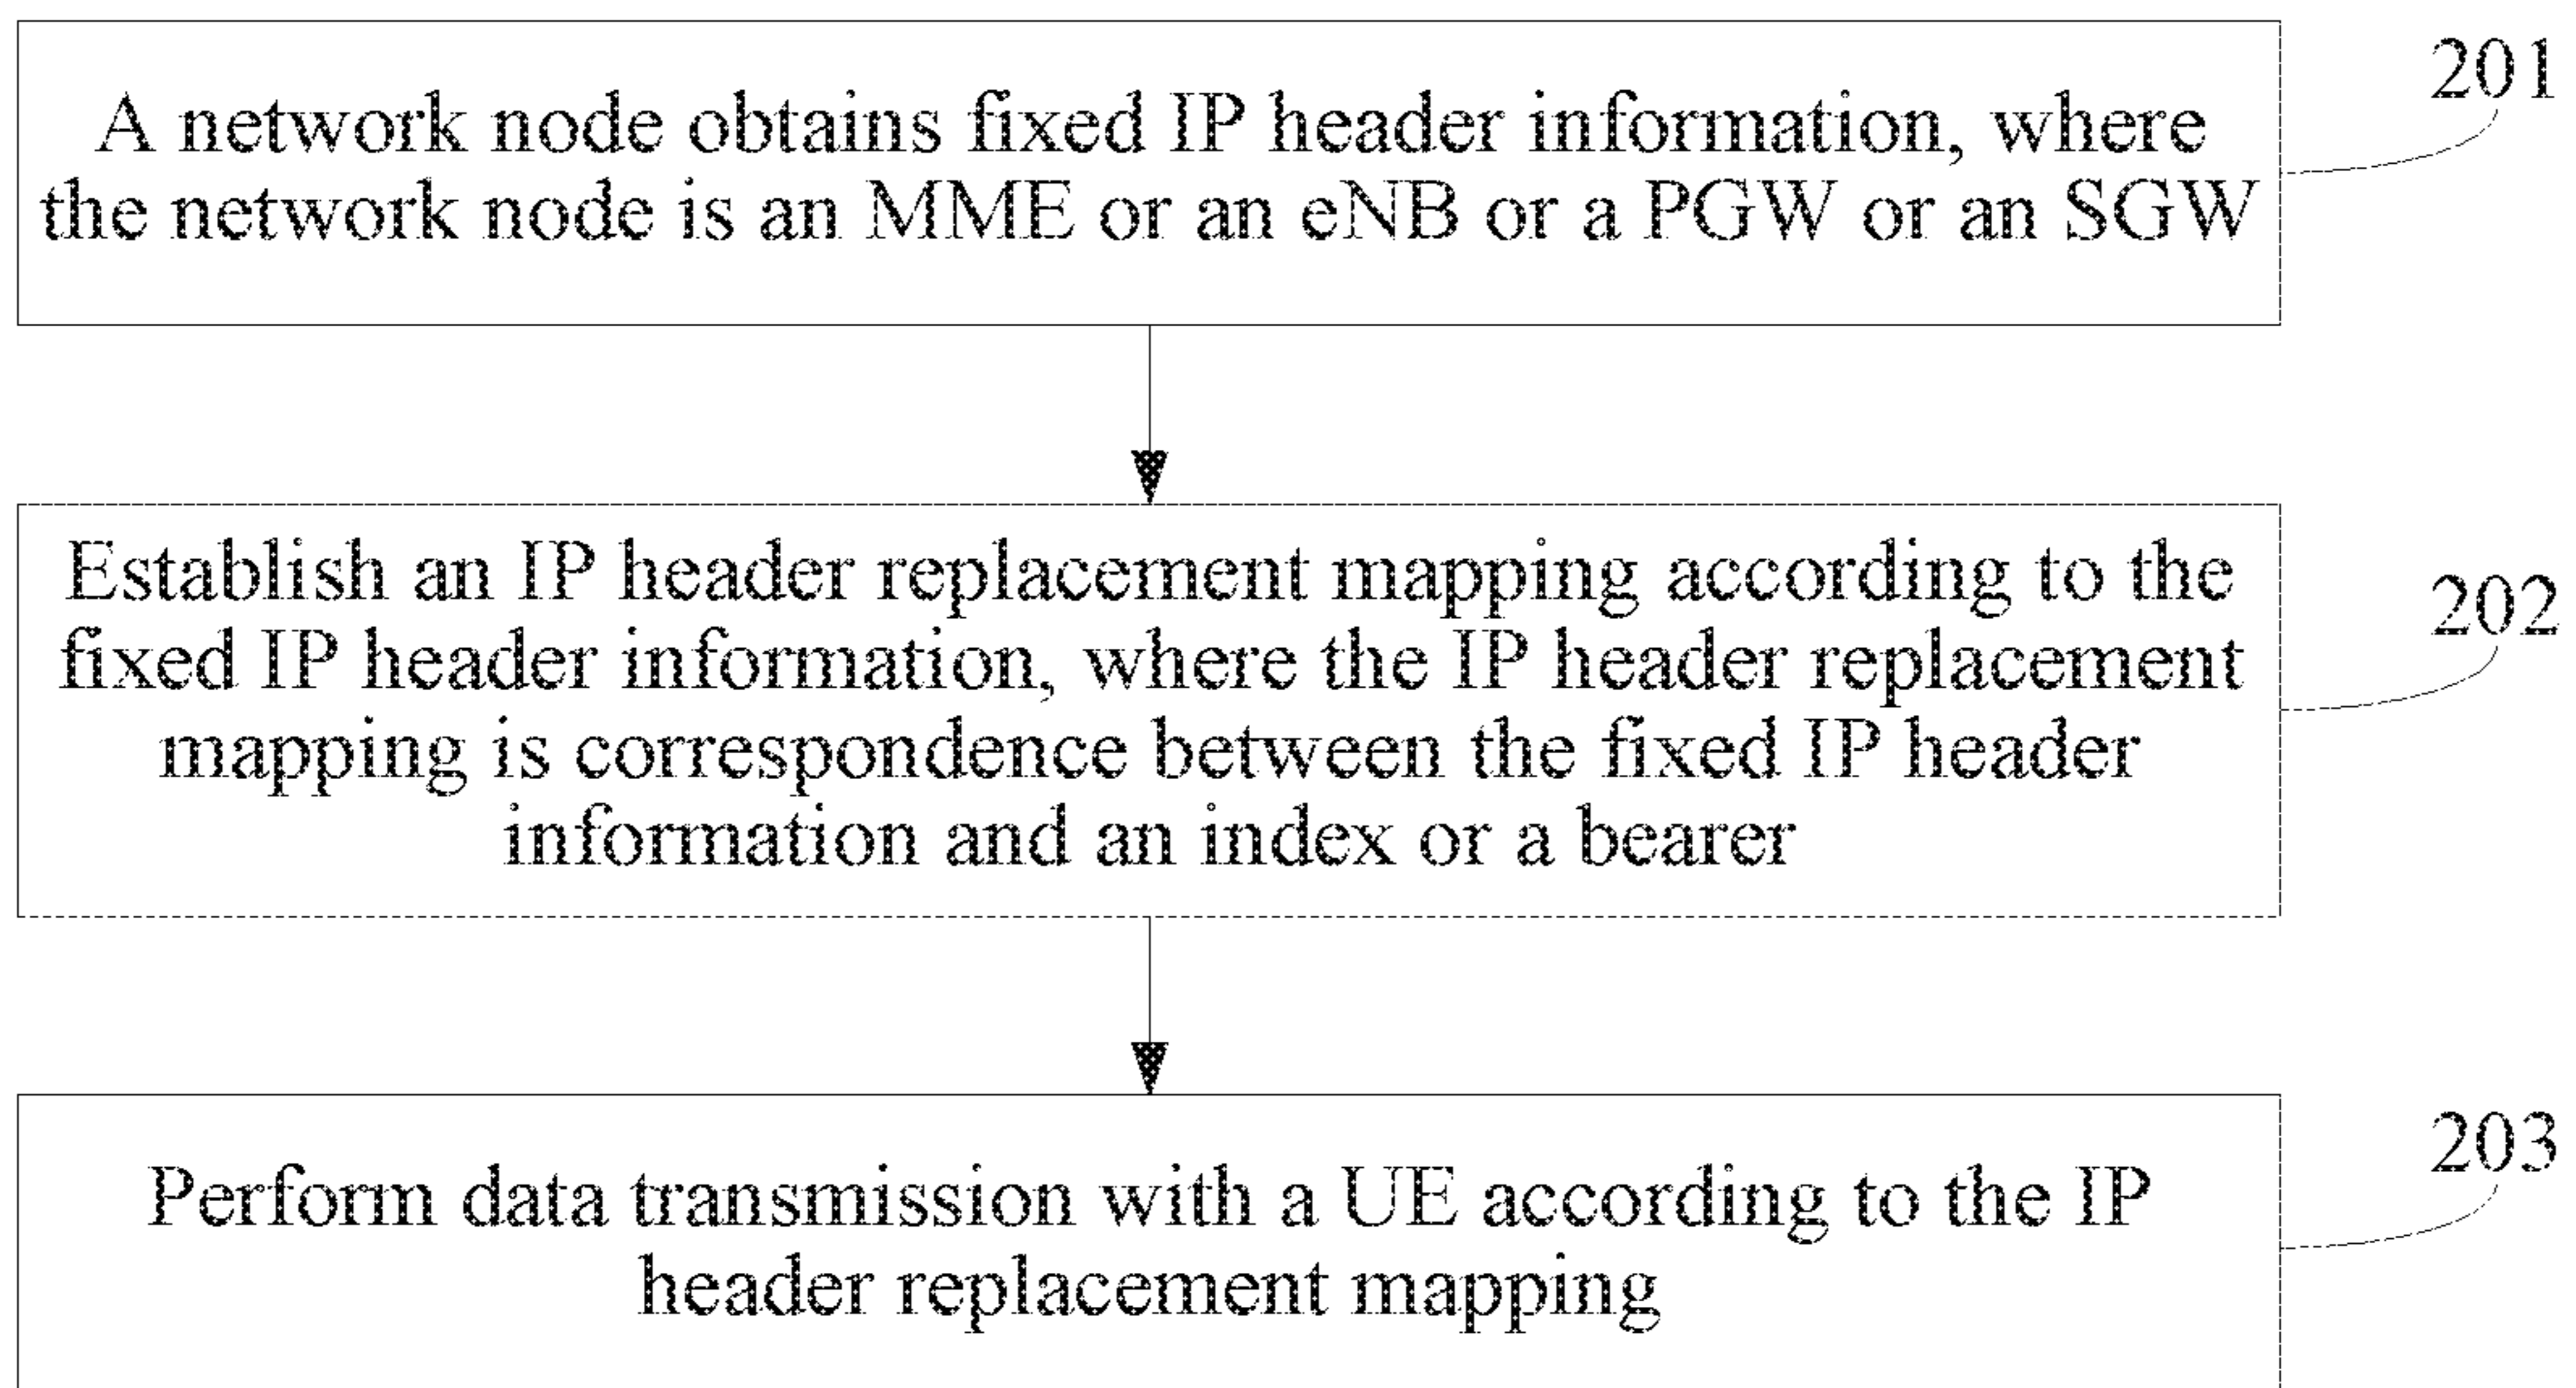 A network node obtains fixed IP header information, where
the network node is an MME or an eNB or a PGW or an SGW
201
Establish an IP header replacement mapping according to the
fixed IP header information, where the IP header replacement
mapping is correspondence between the fixed IP header
information and an index or a bearer
202
Perform data transmission with a UE according to the IP
header replacement mapping
203